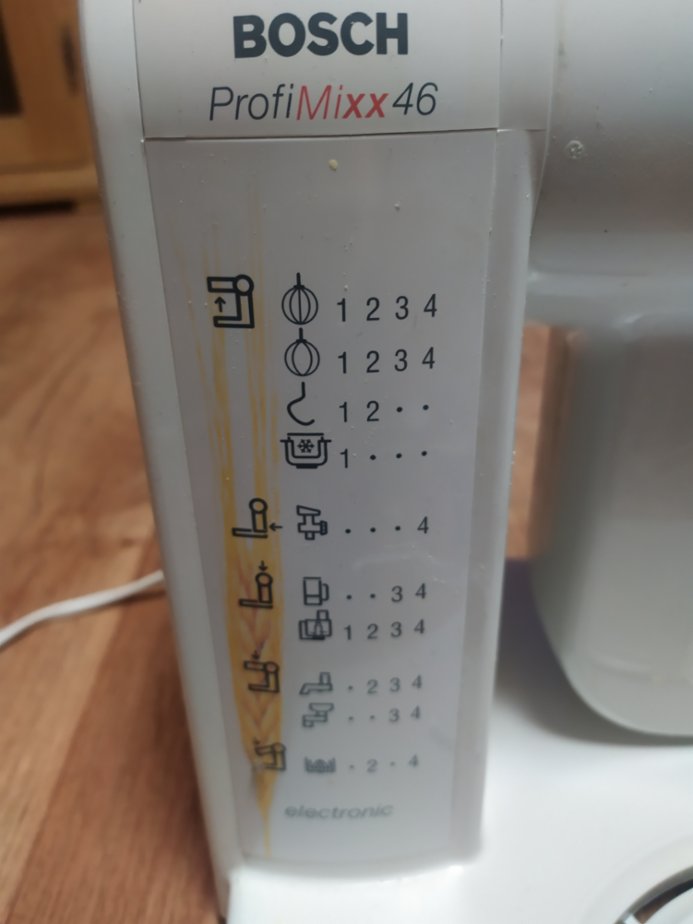 BOSCH
ProfiMixx46
1 2 3 4
1 2 3 4
1 2 · ·
1 · · ·
· · · 4
· · 3 4
1 2 3 4
· 2 3 4
· · 3 4
· 2 · 4
electronic